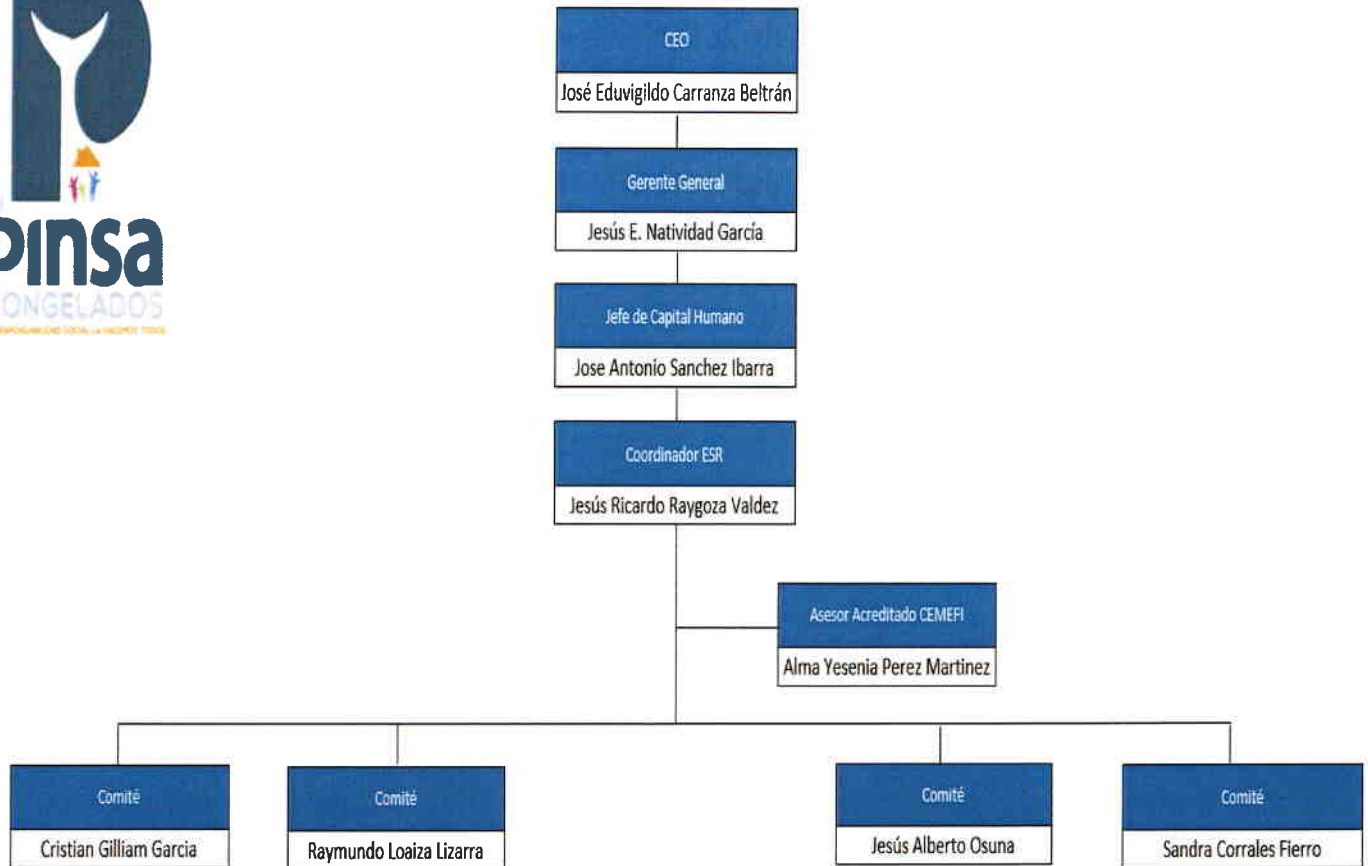 pinsa
CONGELADOS
CEO
José Eduvigildo Carranza Beltrán
Gerente General
Jesús E. Natividad García
Jefe de Capital Humano
Jose Antonio Sanchez Ibarra
Coordinador ESR
Jesús Ricardo Raygoza Valdez
Asesor Acreditado CEMEFI
Alma Yesenia Perez Martinez
Comité
Cristian Gilliam Garcia
Comité
Raymundo Loaiza Lizarra
Comité
Jesús Alberto Osuna
Comité
Sandra Corrales Fierro